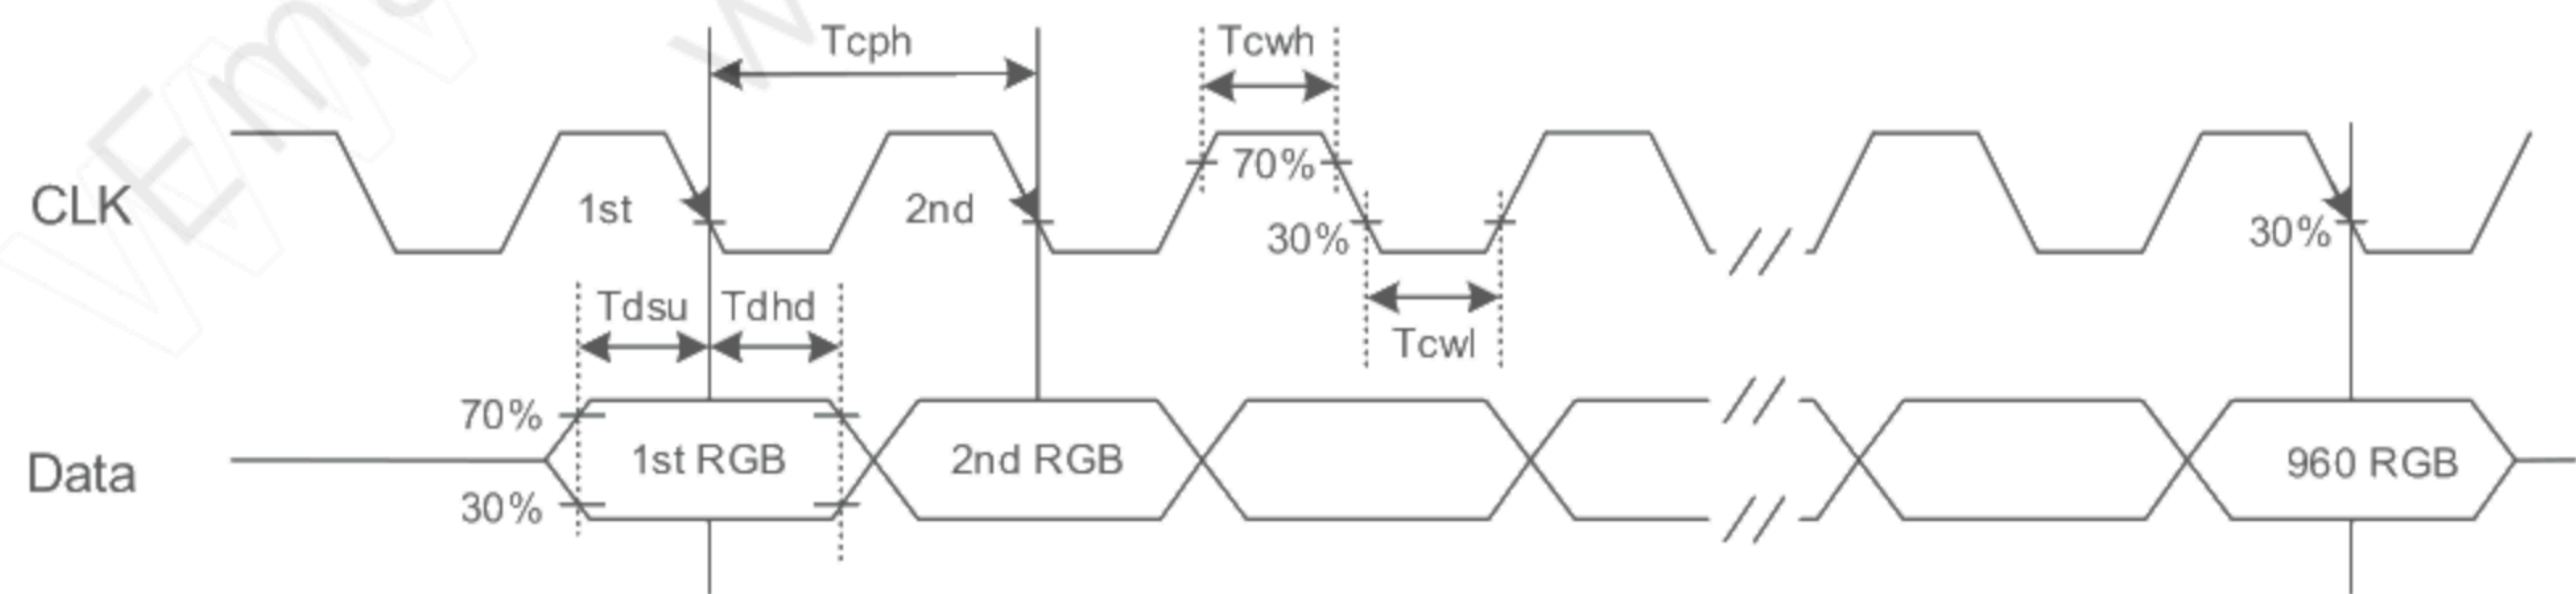 Tcph
Tcwh
CLK
1st
2nd
70%
30%
30%
Tdsu
Tdhd
Tcwl
70%
Data
1st RGB
2nd RGB
960 RGB
30%